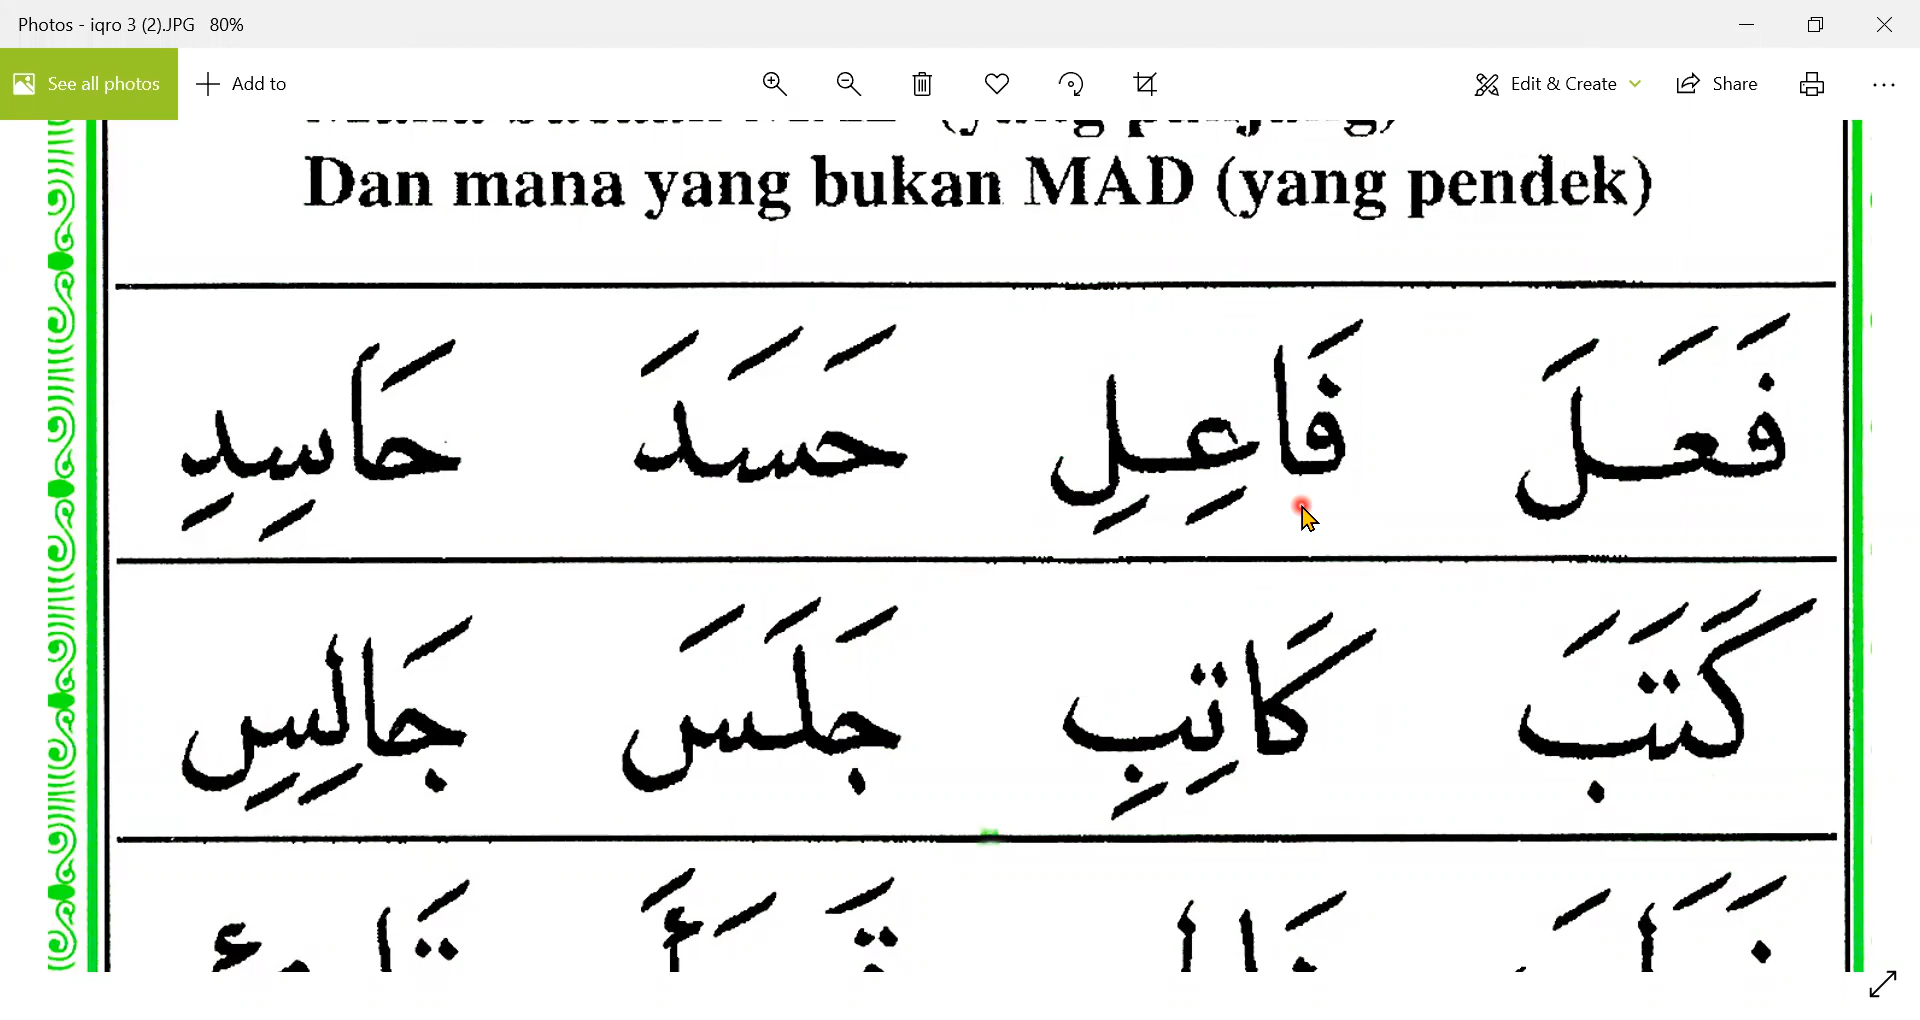 Photos - iqro 3 (2).JPG 80%
See all photos
Add to
Edit & Create
Share
Dan mana yang bukan MAD (yang pendek)
فَعَلَ فَاعِلِ حَسَدَ حَاسِدِ
كَتَبَ كَاتِبِ جَلَسَ جَالِسِ